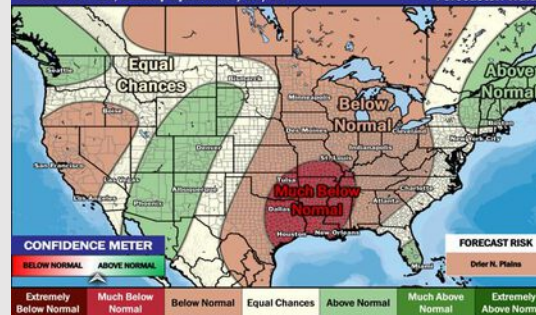 Equal
Chances
Below
Normal
Above
Normal
Much Below
Normal
Seattle
Boise
Bismarck
Minneapolis
Des Moines
Cleveland
Boston
New York City
Indianapolis
St. Louis
Denver
San Francisco
Las Vegas
Los Angeles
Phoenix
Albuquerque
Tulsa
Dallas
Houston
New Orleans
Atlanta
Charlotte
Miami
CONFIDENCE METER
BELOW NORMAL ABOVE NORMAL
FORECAST RISK
Drier N. Plains
Extremely
Below Normal
Much Below
Normal
Below Normal
Equal Chances
Above Normal
Much Above
Normal
Extremely